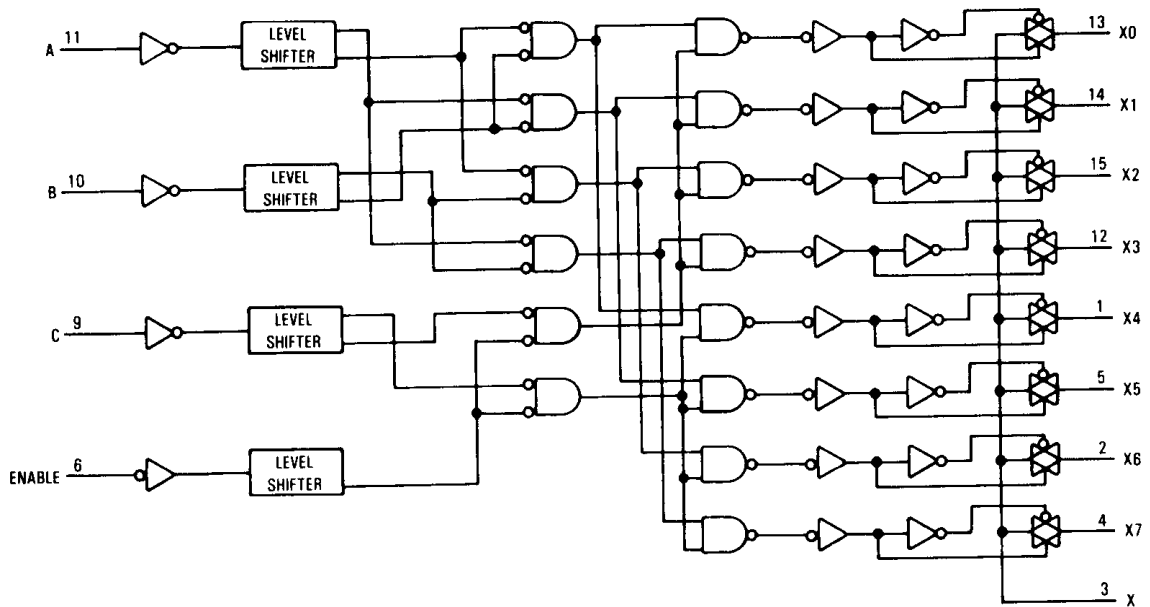 A 11
LEVEL
SHIFTER
13 X0
14 X1
B 10
LEVEL
SHIFTER
15 X2
12 X3
C 9
LEVEL
SHIFTER
1 X4
5 X5
ENABLE 6
LEVEL
SHIFTER
2 X6
4 X7
3 X